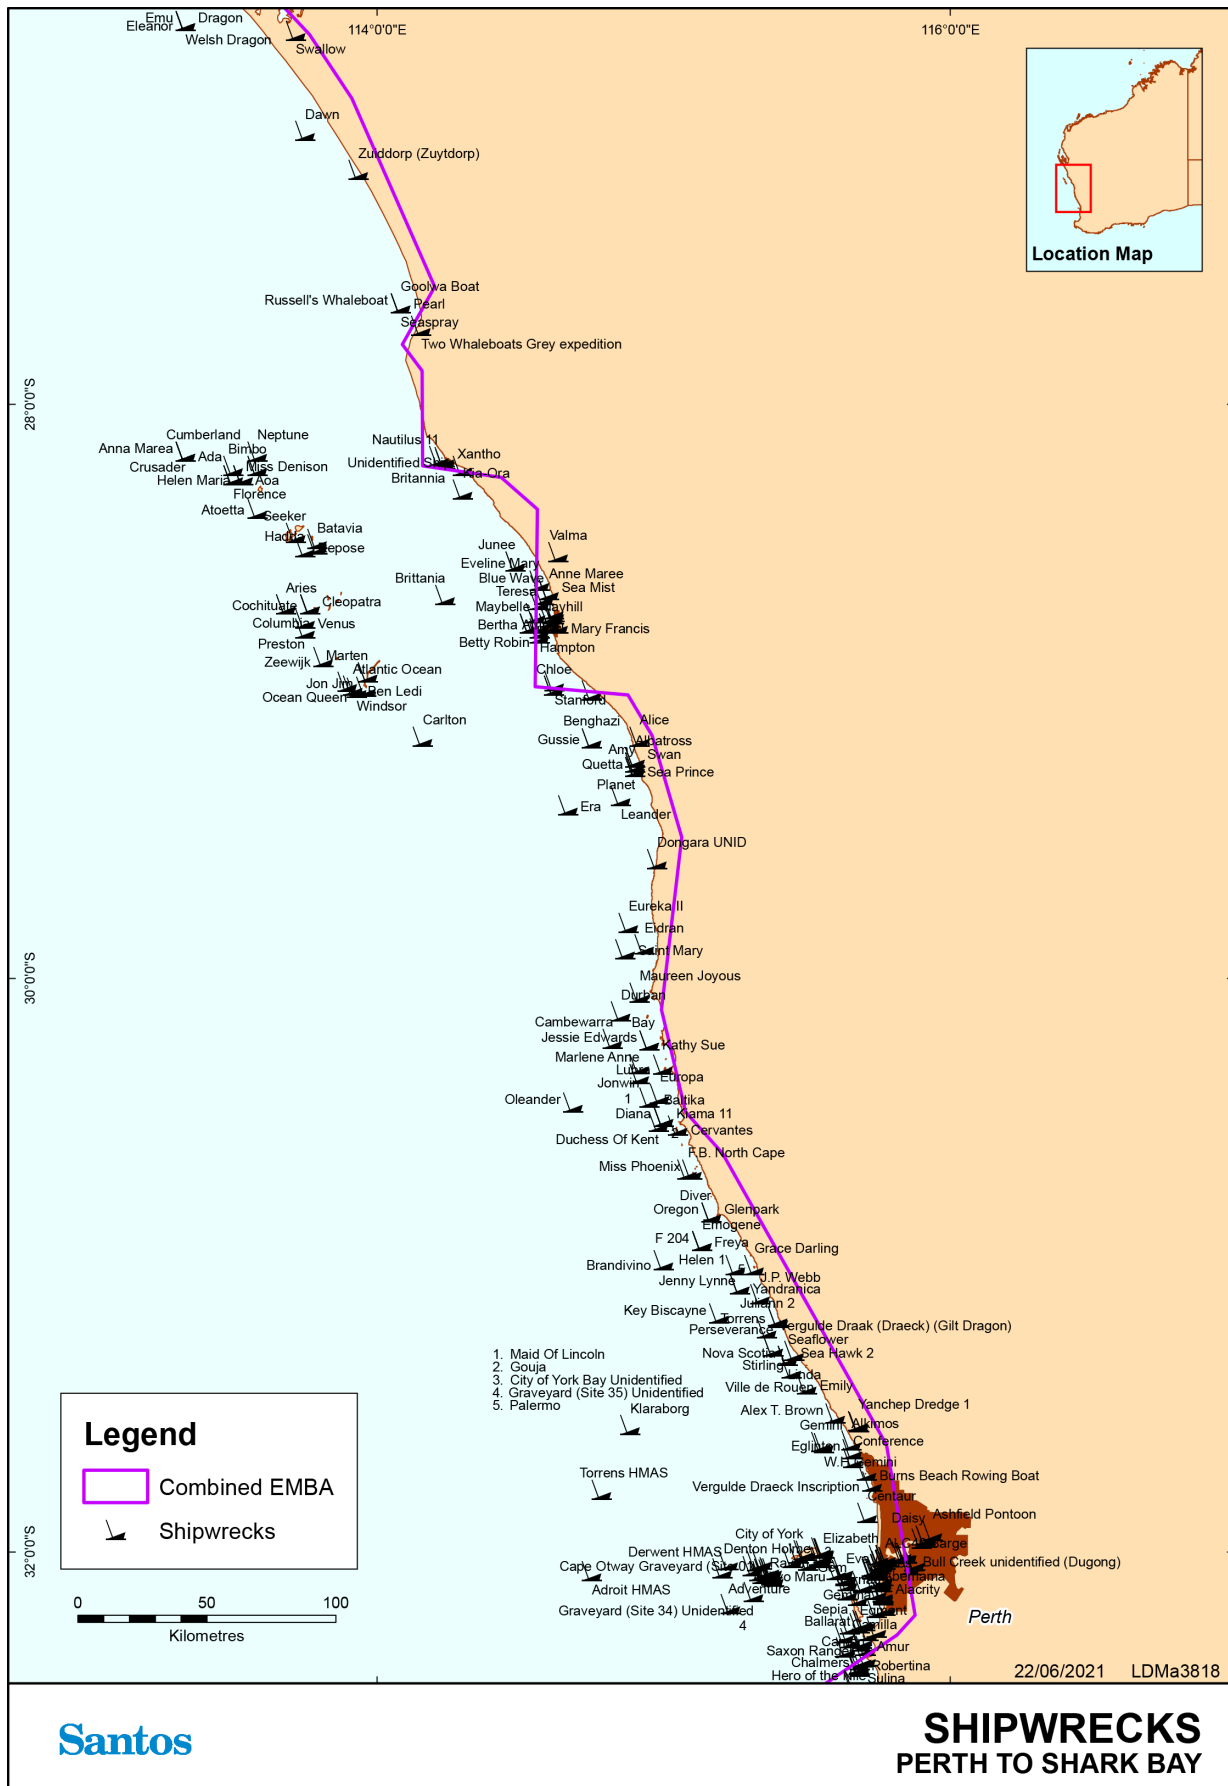 114°0'0"E
116°0'0"E
Emu
Dragon
Eleanor
Welsh Dragon
Swallow
Dawn
Zuiddorp (Zuytdorp)
Location Map
Goolwa Boat
Russell's Whaleboat
Pearl
Seaspray
Two Whaleboats Grey expedition
28°0'0"S
Cumberland
Neptune
Anna Marea
Ada
Bimbo
Crusader
Miss Denison
Helen Maria
Aoa
Florence
Atoetta
Seeker
Batavia
Nautilus 11
Xantho
Kia-Ora
Britannia
Valma
Junee
Eveline Mary
Blue Wave
Anne Maree
Sea Mist
Teresa
Brittania
Maybelle
Mary Francis
Betty Robin
Hampton
Aries
Cochituate
Cleopatra
Columbia
Venus
Preston
Zeewijk
Marten
Atlantic Ocean
Jon Jim
Ben Ledi
Ocean Queen
Windsor
Chloe
Stanford
Carlton
Benghazi
Alice
Gussie
Albatross
Amy
Swan
Quetta
Sea Prince
Planet
Era
Leander
Dongara UNID
Eureka II
Eidran
Saint Mary
30°0'0"S
Maureen Joyous
Durban
Cambewarra
Bay
Jessie Edwards
Kathy Sue
Marlene Anne
Europa
Jonwin
Oleander
1
Baltika
Diana
Kiama 11
2
Cervantes
Duchess Of Kent
F.B. North Cape
Miss Phoenix
Diver
Oregon
Glenpark
Emogene
F 204
Freya
Grace Darling
Brandivino
Helen 1
5
J.P. Webb
Jenny Lynne
Yandranica
Juliann 2
Key Biscayne
Torrens
Vergulde Draak (Draeck) (Gilt Dragon)
Perseverance
Seaflower
Nova Scotia
Sea Hawk 2
Stirling
Linda
Ville de Rouen
Emily
1. Maid Of Lincoln
2. Gouja
3. City of York Bay Unidentified
4. Graveyard (Site 35) Unidentified
5. Palermo
Klaraborg
Alex T. Brown
Yanchep Dredge 1
Gemini
Alkimos
Eglinton
Conference
Burns Beach Rowing Boat
Torrens HMAS
Vergulde Draeck Inscription
Centaur
Daisy
Ashfield Pontoon
32°0'0"S
City of York
Elizabeth
Derwent HMAS
Denton Holme
3
Bull Creek unidentified (Dugong)
Cape Otway
Adroit HMAS
Adventure
Alacrity
Graveyard (Site 34) Unidentified
4
Sepia
Egmont
Ballarat
Saxon Ranger
Amur
Chalmers
Robertina
Hero of the Nile
Sulina
Perth
Legend
Combined EMBA
Shipwrecks
0 50 100
Kilometres
22/06/2021 LDMa3818
Santos
SHIPWRECKS
PERTH TO SHARK BAY